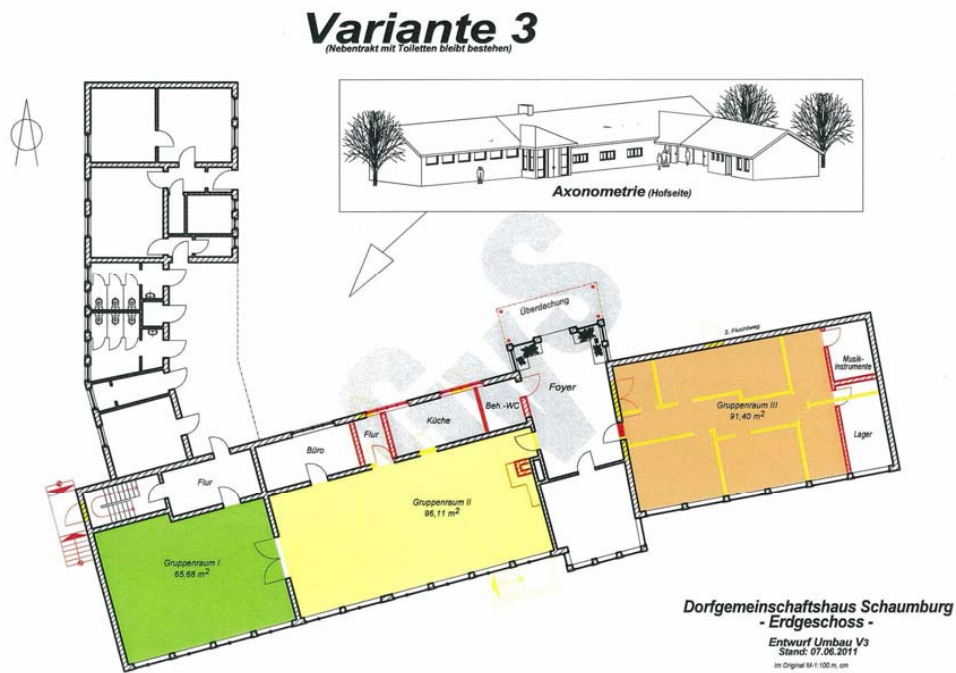 Variante 3
(Nebentrakt mit Toiletten bleibt bestehen)
Axonometrie (Hofseite)
Überdachung
2. Fluchtweg
Musik-
instrumente
Foyer
Gruppenraum III
91,40 m²
Beh.-WC
Küche
Flur
Büro
Lager
Flur
Gruppenraum II
96,11 m²
Gruppenraum I
65,68 m²
Dorfgemeinschaftshaus Schaumburg
- Erdgeschoss -
Entwurf Umbau V3
Stand: 07.06.2011
im Original M-1:100 m, cm